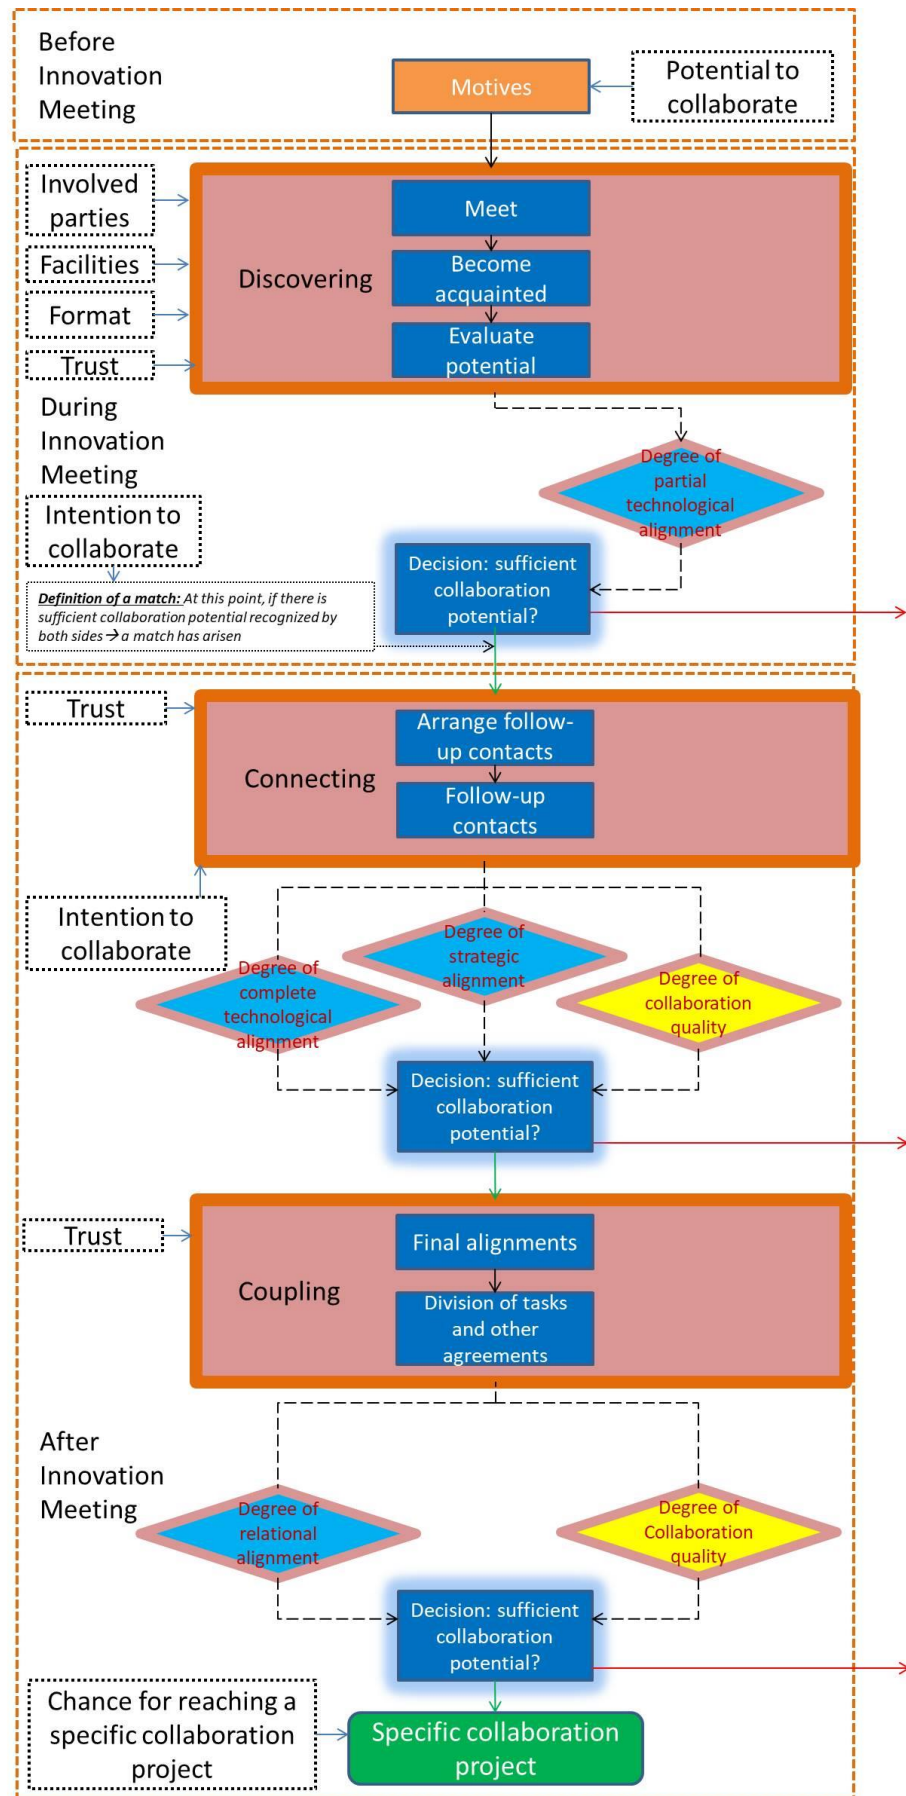 Before
Innovation
Meeting
Motives
Potential to
collaborate
Involved
parties
Facilities
Format
Trust
Discovering
Meet
Become
acquainted
Evaluate
potential
During
Innovation
Meeting
Degree of
partial
technological
alignment
Intention to
collaborate
Decision: sufficient
collaboration
potential?
Definition of a match: At this point, if there is
sufficient collaboration potential recognized by
both sides → a match has arisen
Trust
Connecting
Arrange follow-
up contacts
Follow-up
contacts
Intention to
collaborate
Degree of
complete
technological
alignment
Degree of
strategic
alignment
Degree of
collaboration
quality
Decision: sufficient
collaboration
potential?
Trust
Coupling
Final alignments
Division of tasks
and other
agreements
After
Innovation
Meeting
Degree of
relational
alignment
Degree of
Collaboration
quality
Decision: sufficient
collaboration
potential?
Chance for reaching a
specific collaboration
project
Specific collaboration
project